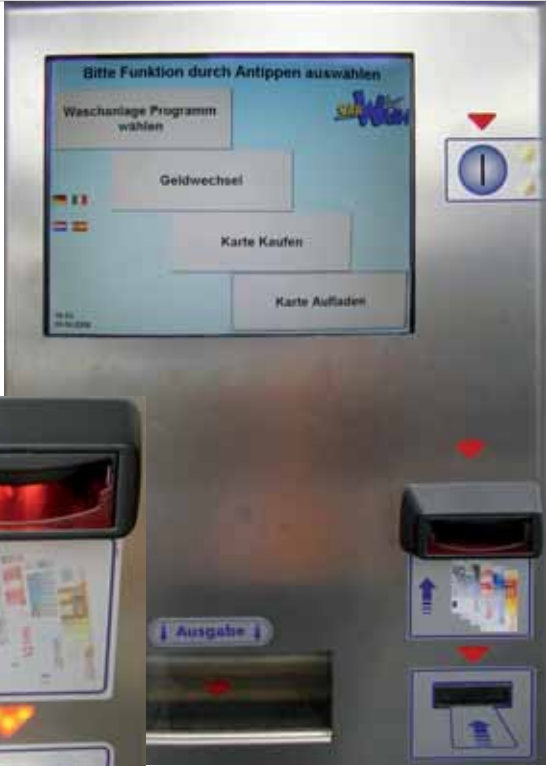 Bitte Funktion durch Antippen auswählen
Waschanlage Programm
wählen
Geldwechsel
Karte Kaufen
Karte Aufladen
Ausgabe